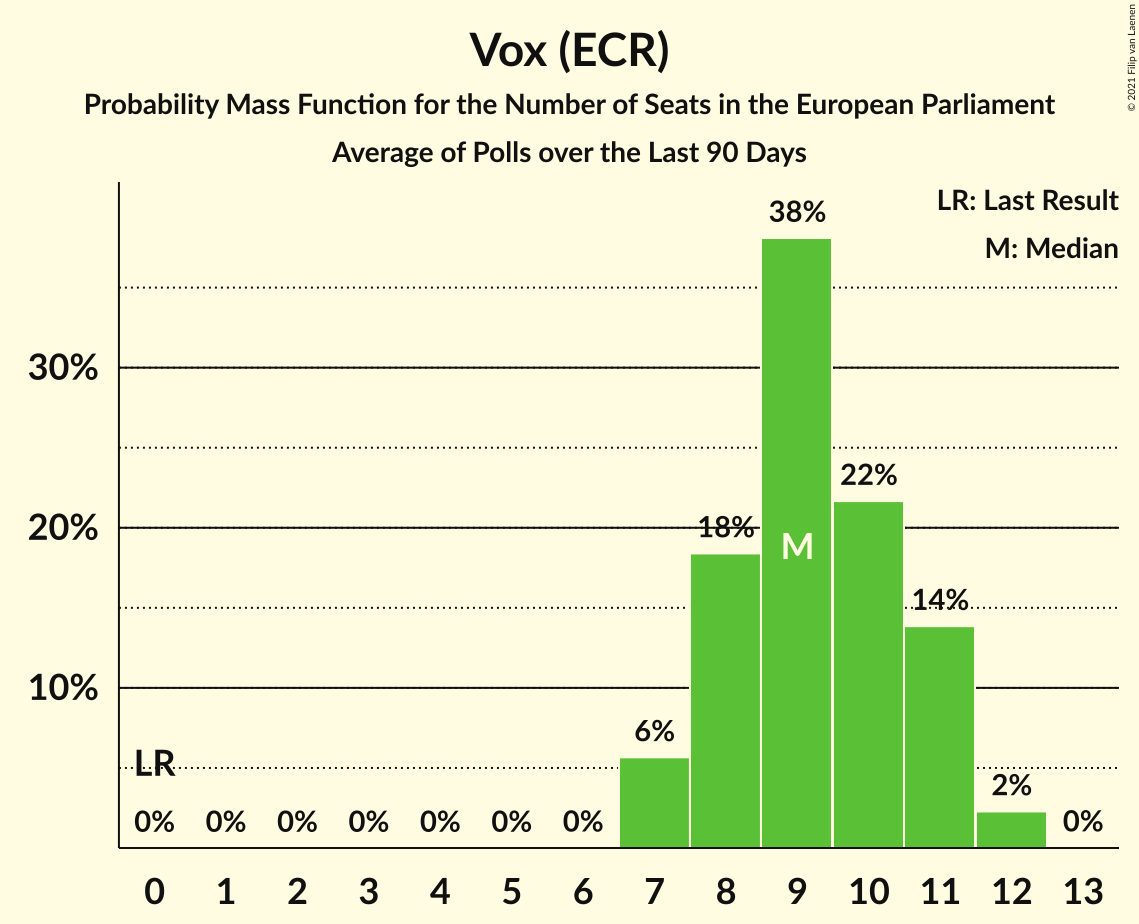 Vox (ECR)
Probability Mass Function for the Number of Seats in the European Parliament
Average of Polls over the Last 90 Days
© 2021 Filip van Laenen
LR: Last Result
M: Median
38%
30%
22%
20%
18%
M
14%
10%
6%
LR
2%
0% 0% 0% 0% 0% 0% 0% 0%
0 1 2 3 4 5 6 7 8 9 10 11 12 13